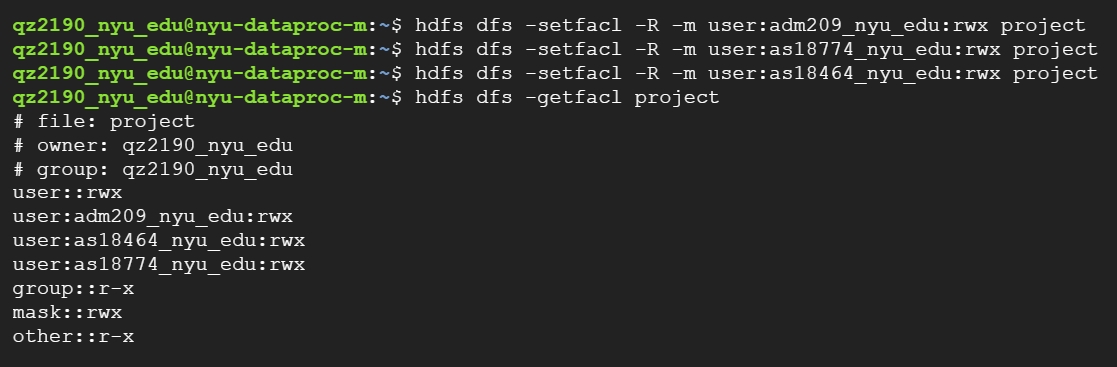 qz2190_nyu_edu@nyu-dataproc-m:~$ hdfs dfs -setfacl -R -m user:adm209_nyu_edu:rwx project
qz2190_nyu_edu@nyu-dataproc-m:~$ hdfs dfs -setfacl -R -m user:as18774_nyu_edu:rwx project
qz2190_nyu_edu@nyu-dataproc-m:~$ hdfs dfs -setfacl -R -m user:as18464_nyu_edu:rwx project
qz2190_nyu_edu@nyu-dataproc-m:~$ hdfs dfs -getfacl project
# file: project
# owner: qz2190_nyu_edu
# group: qz2190_nyu_edu
user::rwx
user:adm209_nyu_edu:rwx
user:as18464_nyu_edu:rwx
user:as18774_nyu_edu:rwx
group::r-x
mask::rwx
other::r-x